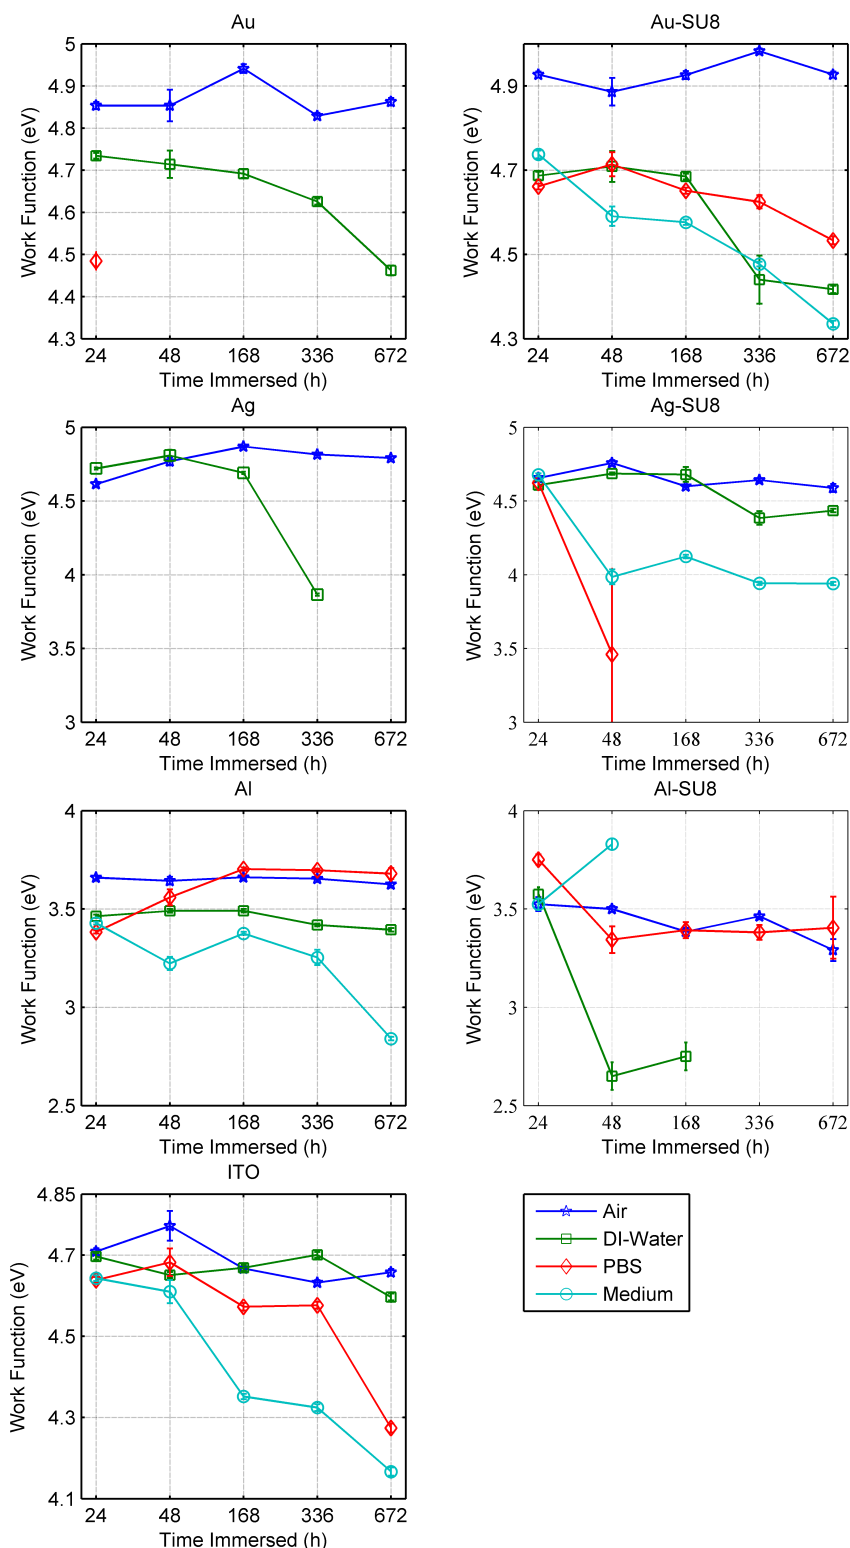 Au
Work Function (eV)
5
4.9
4.8
4.7
4.6
4.5
4.4
4.3
24 48 168 336 672
Time Immersed (h)
Au-SU8
Work Function (eV)
4.9
4.7
4.5
4.3
24 48 168 336 672
Time Immersed (h)
Ag
Work Function (eV)
5
4.5
4
3.5
3
24 48 168 336 672
Time Immersed (h)
Ag-SU8
Work Function (eV)
5
4.5
4
3.5
3
24 48 168 336 672
Time Immersed (h)
Al
Work Function (eV)
4
3.5
3
2.5
24 48 168 336 672
Time Immersed (h)
Al-SU8
Work Function (eV)
4
3.5
3
2.5
24 48 168 336 672
Time Immersed (h)
ITO
Work Function (eV)
4.85
4.7
4.5
4.3
4.1
24 48 168 336 672
Time Immersed (h)
Air
DI-Water
PBS
Medium